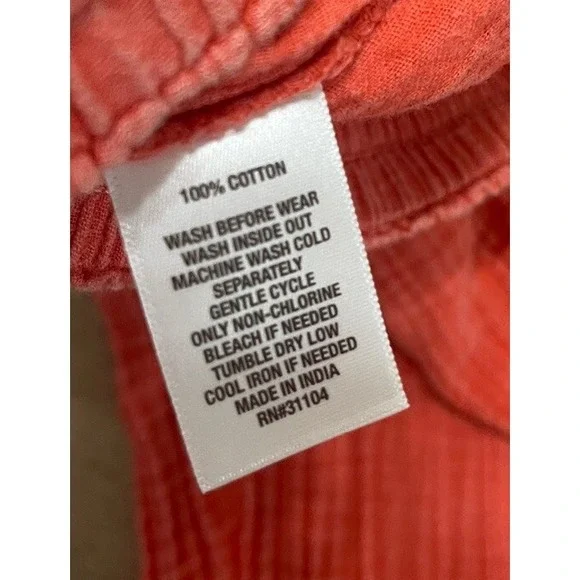 100% COTTON
WASH BEFORE WEAR
WASH INSIDE OUT
MACHINE WASH COLD
SEPARATELY
GENTLE CYCLE
ONLY NON-CHLORINE
BLEACH IF NEEDED
TUMBLE DRY LOW
COOL IRON IF NEEDED
MADE IN INDIA
RN#31104